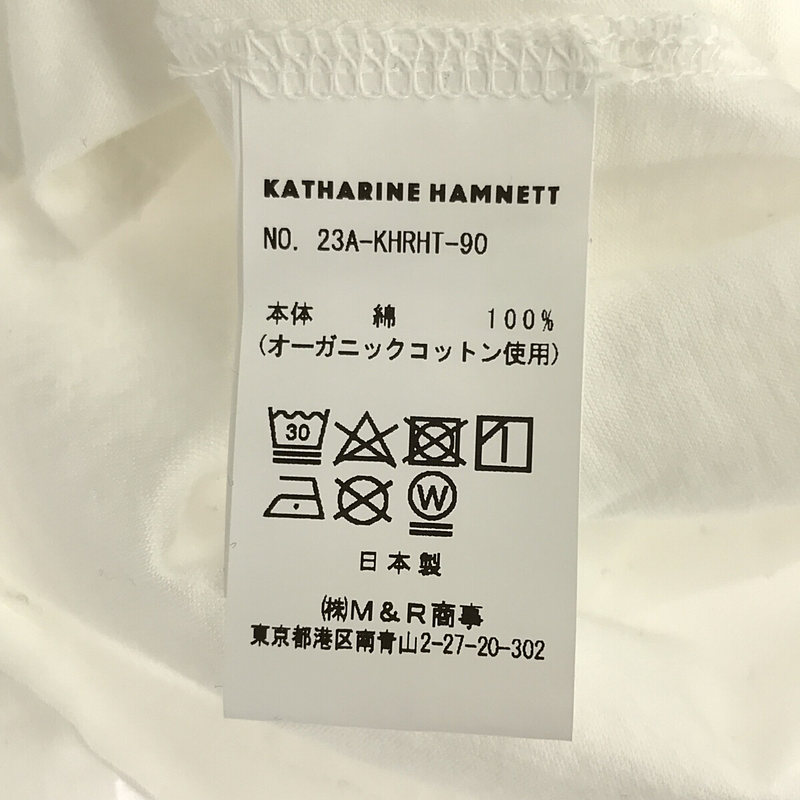 KATHARINE HAMNETT
NO. 23A-KHRHT-90
本体 綿 100%
(オーガニックコットン使用)
30
W
日本製
㈱M&R商事
東京都港区南青山2-27-20-302